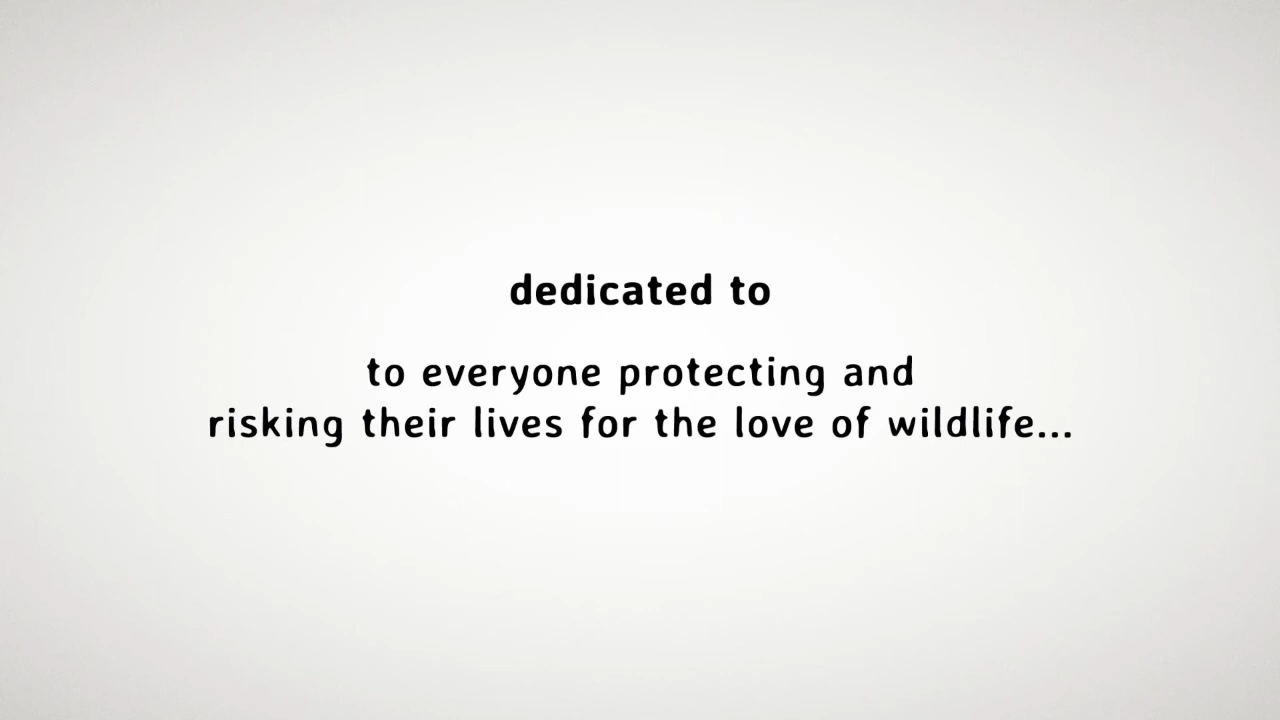 dedicated to
to everyone protecting and
risking their lives for the love of wildlife...